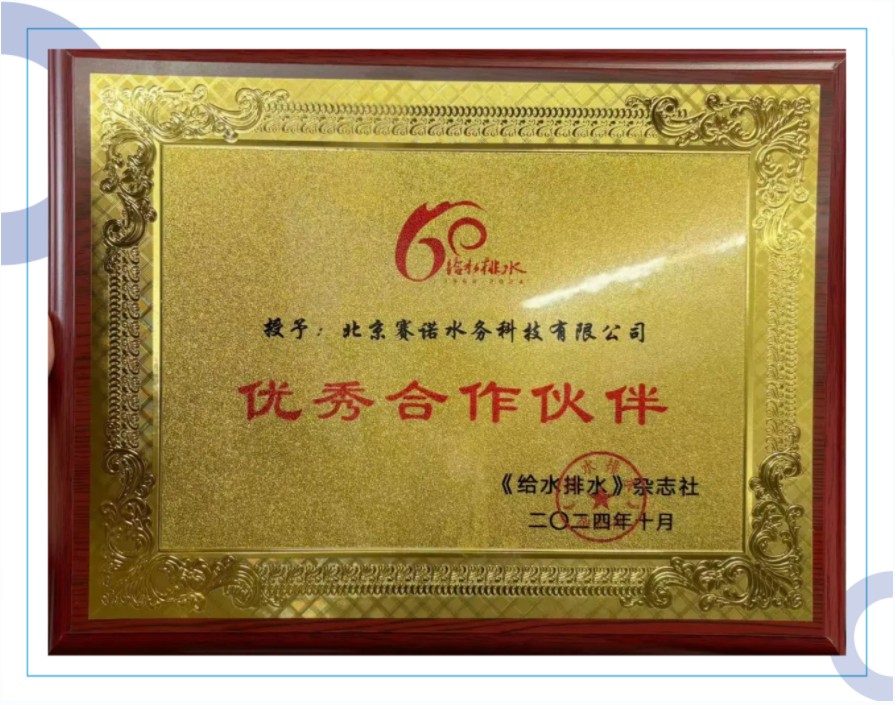 60
给水排水
1964-2024
授予：北京赛诺水务科技有限公司
优秀合作伙伴
《给水排水》杂志社
二〇二四年十月